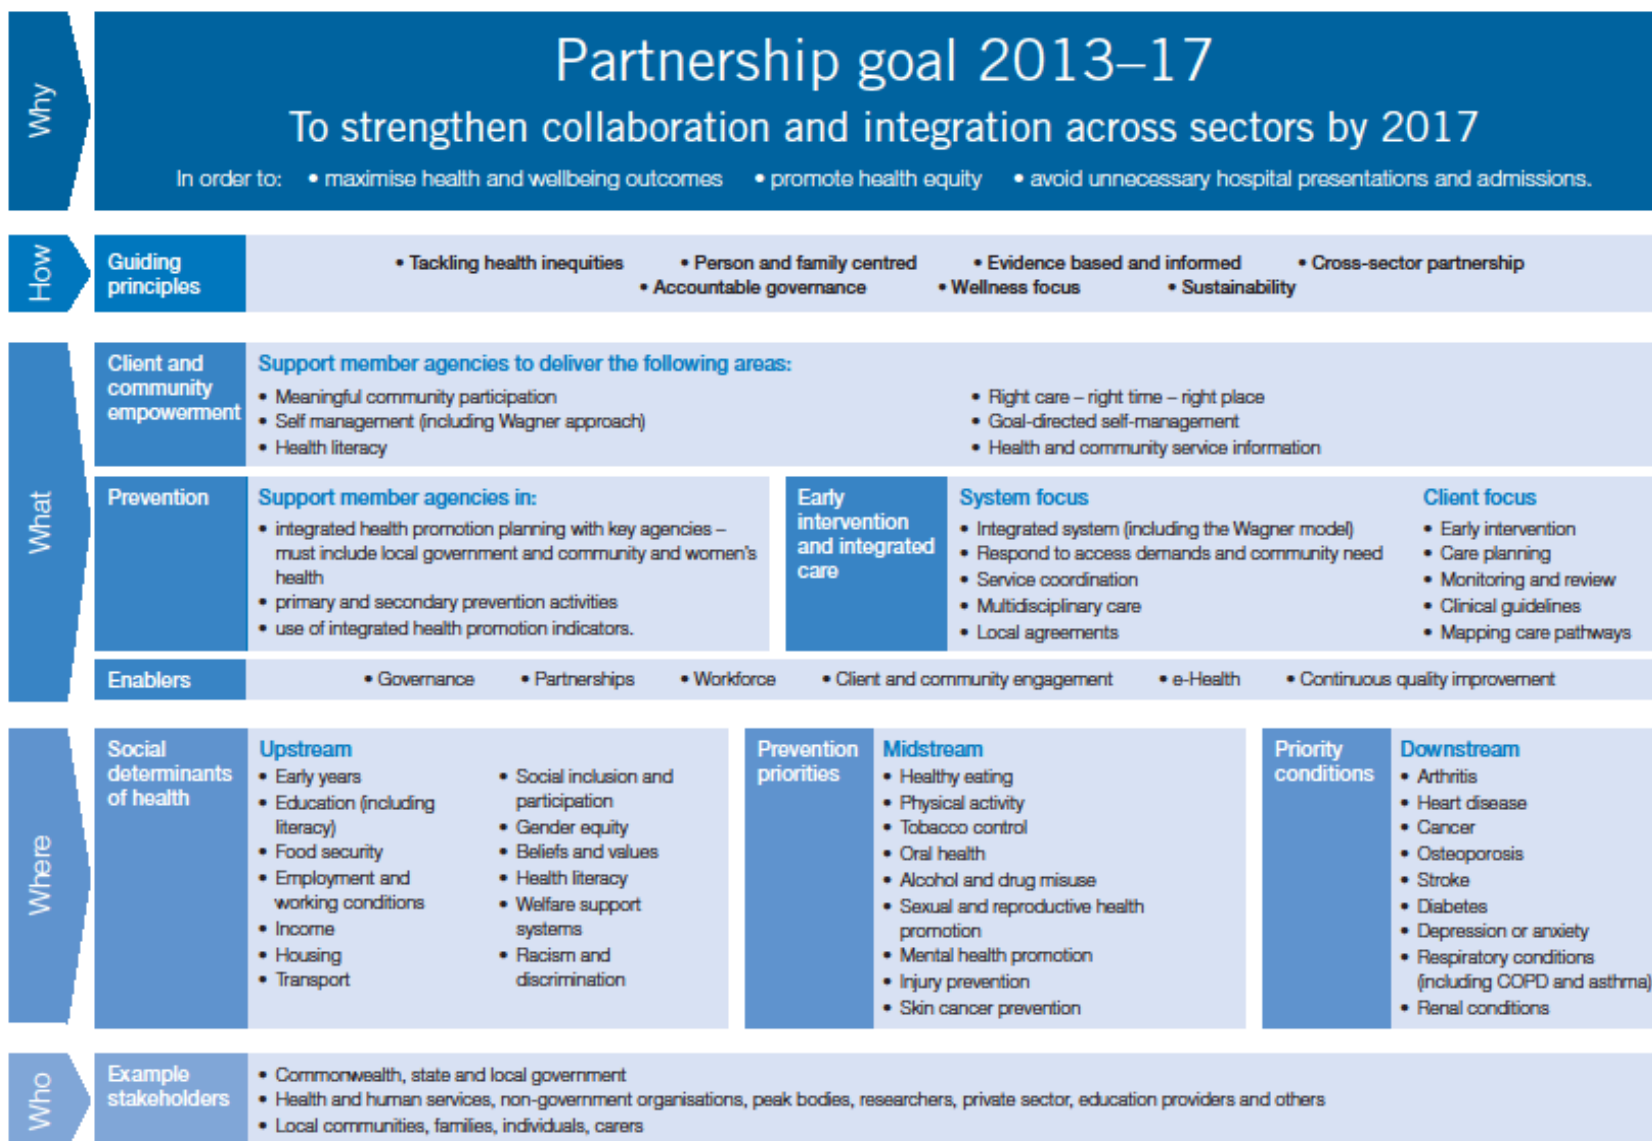 Why
Partnership goal 2013–17
To strengthen collaboration and integration across sectors by 2017
In order to: • maximise health and wellbeing outcomes • promote health equity • avoid unnecessary hospital presentations and admissions.
How
Guiding
principles
• Tackling health inequities • Person and family centred • Evidence based and informed • Cross-sector partnership
• Accountable governance • Wellness focus • Sustainability
What
Client and
community
empowerment
Support member agencies to deliver the following areas:
• Meaningful community participation
• Self management (including Wagner approach)
• Health literacy
• Right care – right time – right place
• Goal-directed self-management
• Health and community service information
Prevention
Support member agencies in:
• integrated health promotion planning with key agencies –
must include local government and community and women's
health
• primary and secondary prevention activities
• use of integrated health promotion indicators.
Early
intervention
and integrated
care
System focus
• Integrated system (including the Wagner model)
• Respond to access demands and community need
• Service coordination
• Multidisciplinary care
• Local agreements
Client focus
• Early intervention
• Care planning
• Monitoring and review
• Clinical guidelines
• Mapping care pathways
Enablers
• Governance • Partnerships • Workforce • Client and community engagement • e-Health • Continuous quality improvement
Where
Social
determinants
of health
Upstream
• Early years
• Education (including
literacy)
• Food security
• Employment and
working conditions
• Income
• Housing
• Transport
• Social inclusion and
participation
• Gender equity
• Beliefs and values
• Health literacy
• Welfare support
systems
• Racism and
discrimination
Prevention
priorities
Midstream
• Healthy eating
• Physical activity
• Tobacco control
• Oral health
• Alcohol and drug misuse
• Sexual and reproductive health
promotion
• Mental health promotion
• Injury prevention
• Skin cancer prevention
Priority
conditions
Downstream
• Arthritis
• Heart disease
• Cancer
• Osteoporosis
• Stroke
• Diabetes
• Depression or anxiety
• Respiratory conditions
(including COPD and asthma)
• Renal conditions
Who
Example
stakeholders
• Commonwealth, state and local government
• Health and human services, non-government organisations, peak bodies, researchers, private sector, education providers and others
• Local communities, families, individuals, carers